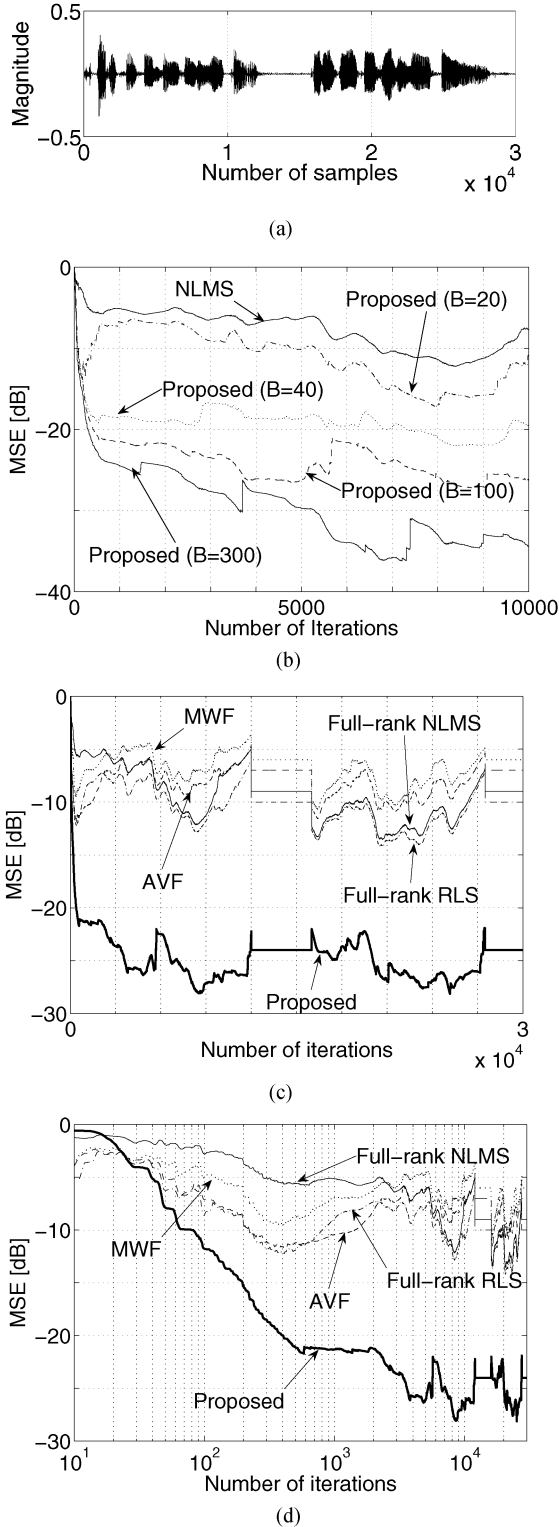 0.5
Magnitude
0
−0.5
0
1
2
3
Number of samples
x 10^4
(a)
0
NLMS
Proposed (B=20)
Proposed (B=40)
MSE [dB]
−20
Proposed (B=100)
Proposed (B=300)
−40
0
5000
10000
Number of Iterations
(b)
0
MWF
Full−rank NLMS
MSE [dB]
−10
AVF
Full−rank RLS
−20
Proposed
−30
0
3
Number of iterations
x 10^4
(c)
0
Full−rank NLMS
MSE [dB]
−10
MWF
Full−rank RLS
AVF
−20
Proposed
−30
10^1
10^2
10^3
10^4
Number of iterations
(d)